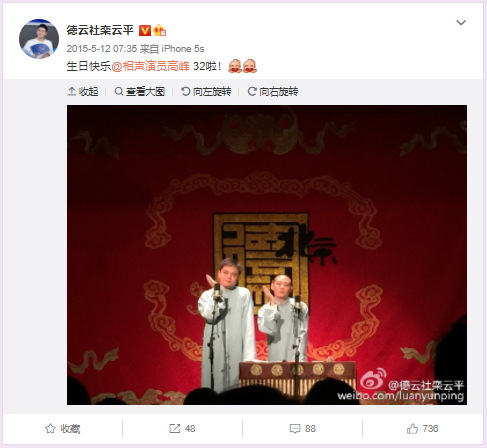 德云社栾云平
2015-5-12 07:35 来自 iPhone 5s
生日快乐@相声演员高峰 32啦！
收起 查看大图 向左旋转 向右旋转
北京
@德云社栾云平
weibo.com/luanyunping
收藏 48 88 736